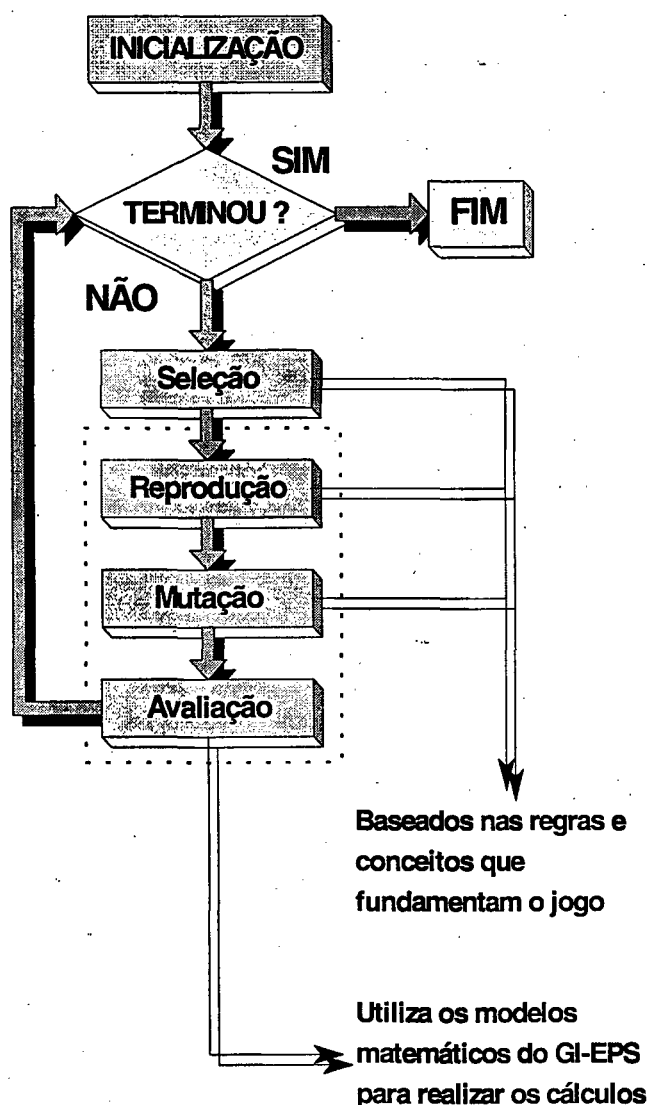 INICIALIZAÇÃO
SIM
TERMINOU ?
FIM
NÃO
Seleção
Reprodução
Mutação
Avaliação
Baseados nas regras e
conceitos que
fundamentam o jogo
Utiliza os modelos
matemáticos do GI-EPS
para realizar os cálculos